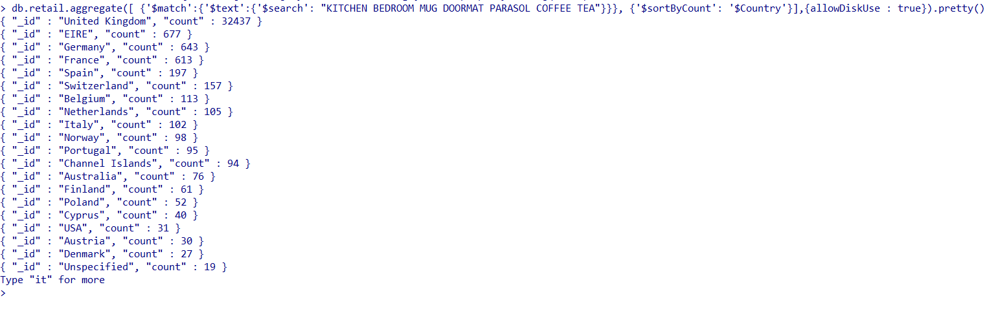 > db.retail.aggregate([ {'$match':{'$text':{'$search': "KITCHEN BEDROOM MUG DOORMAT PARASOL COFFEE TEA"}}}, {'$sortByCount': '$Country'}],{allowDiskUse : true}).pretty()
{ "_id" : "United Kingdom", "count" : 32437 }
{ "_id" : "EIRE", "count" : 677 }
{ "_id" : "Germany", "count" : 643 }
{ "_id" : "France", "count" : 613 }
{ "_id" : "Spain", "count" : 197 }
{ "_id" : "Switzerland", "count" : 157 }
{ "_id" : "Belgium", "count" : 113 }
{ "_id" : "Netherlands", "count" : 105 }
{ "_id" : "Italy", "count" : 102 }
{ "_id" : "Norway", "count" : 98 }
{ "_id" : "Portugal", "count" : 95 }
{ "_id" : "Channel Islands", "count" : 94 }
{ "_id" : "Australia", "count" : 76 }
{ "_id" : "Finland", "count" : 61 }
{ "_id" : "Poland", "count" : 52 }
{ "_id" : "Cyprus", "count" : 40 }
{ "_id" : "USA", "count" : 31 }
{ "_id" : "Austria", "count" : 30 }
{ "_id" : "Denmark", "count" : 27 }
{ "_id" : "Unspecified", "count" : 19 }
Type "it" for more
>